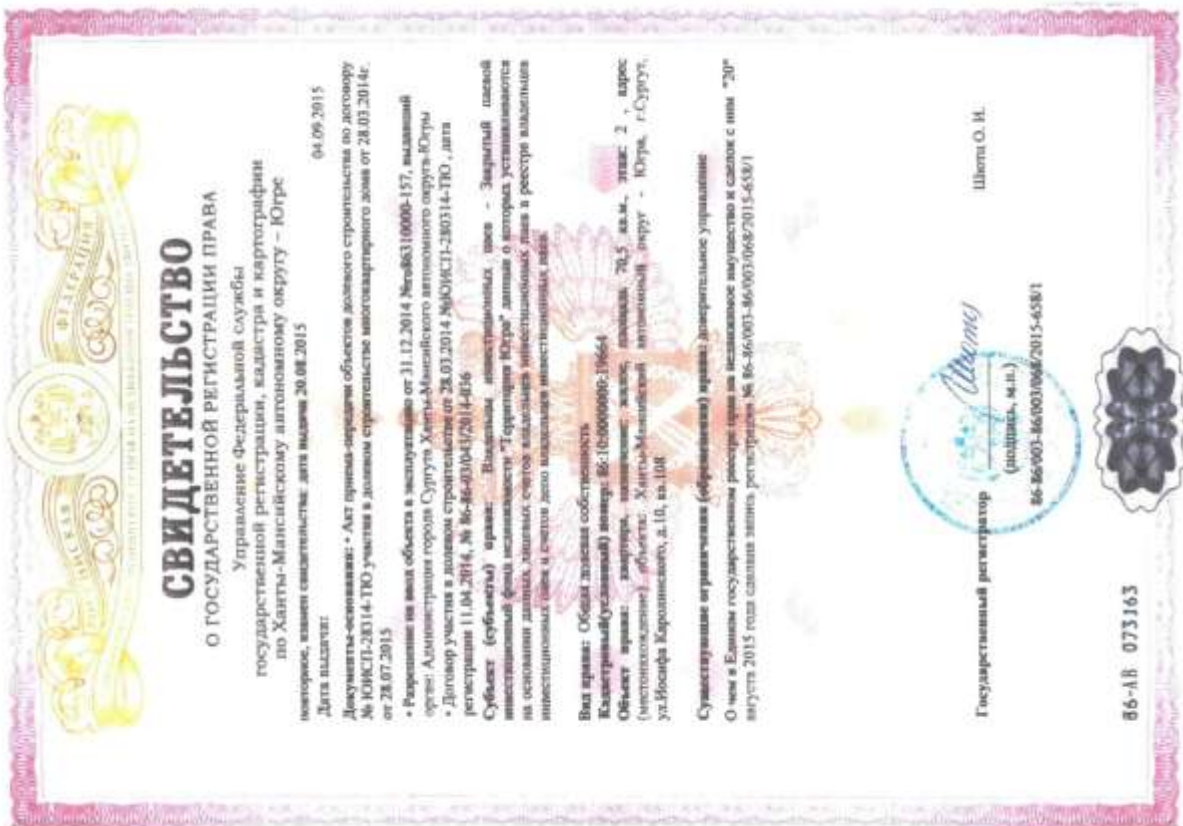 РОССИЙСКАЯ ФЕДЕРАЦИЯ
СВИДЕТЕЛЬСТВО
О ГОСУДАРСТВЕННОЙ РЕГИСТРАЦИИ ПРАВА
Управление Федеральной службы
государственной регистрации, кадастра и картографии
по Ханты-Мансийскому автономному округу – Югре
повторное, взамен свидетельства: дата выдачи 20.08.2015
Дата выдачи: 04.09.2015
Документы-основания: • Акт приема-передачи объектов долевого строительства по договору
№ ЮИСП-28314-ТЮ участия в долевом строительстве многоквартирного дома от 28.03.2014г.
от 28.07.2015
• Разрешение на ввод объекта в эксплуатацию от 31.12.2014 №ru86310000-157, выдавший
орган: Администрация города Сургута Ханты-Мансийского автономного округа-Югры
• Договор участия в долевом строительстве от 28.03.2014 №ЮИСП-280314-ТЮ , дата
регистрации 11.04.2014, № 86-86-03/043/2014-036
Субъект (субъекты) права: Владельцы инвестиционных паев - Закрытый паевой
инвестиционный фонд недвижимости "Территория Югра" данные о которых устанавливаются
на основании данных лицевых счетов владельцев инвестиционных паев в реестре владельцев
инвестиционных паев и счетов депо владельцев инвестиционных паев
Вид права: Общая долевая собственность
Кадастровый(условный) номер: 86:10:0000000:19664
Объект права: квартира, назначение: жилое, площадь 70,5 кв.м., этаж: 2 , адрес
(местонахождение) объекта: Ханты-Мансийский автономный округ - Югра, г.Сургут,
ул.Иосифа Каролинского, д.10, кв.108
Существующие ограничения (обременения) права: доверительное управление
О чем в Едином государственном реестре прав на недвижимое имущество и сделок с ним "20"
августа 2015 года сделана запись регистрации № 86-86/003-86/003/068/2015-658/1
Государственный регистратор Шюти О. И.
(подпись, м.п.)
86-86/003-86/003/068/2015-658/1
86-АВ 073163